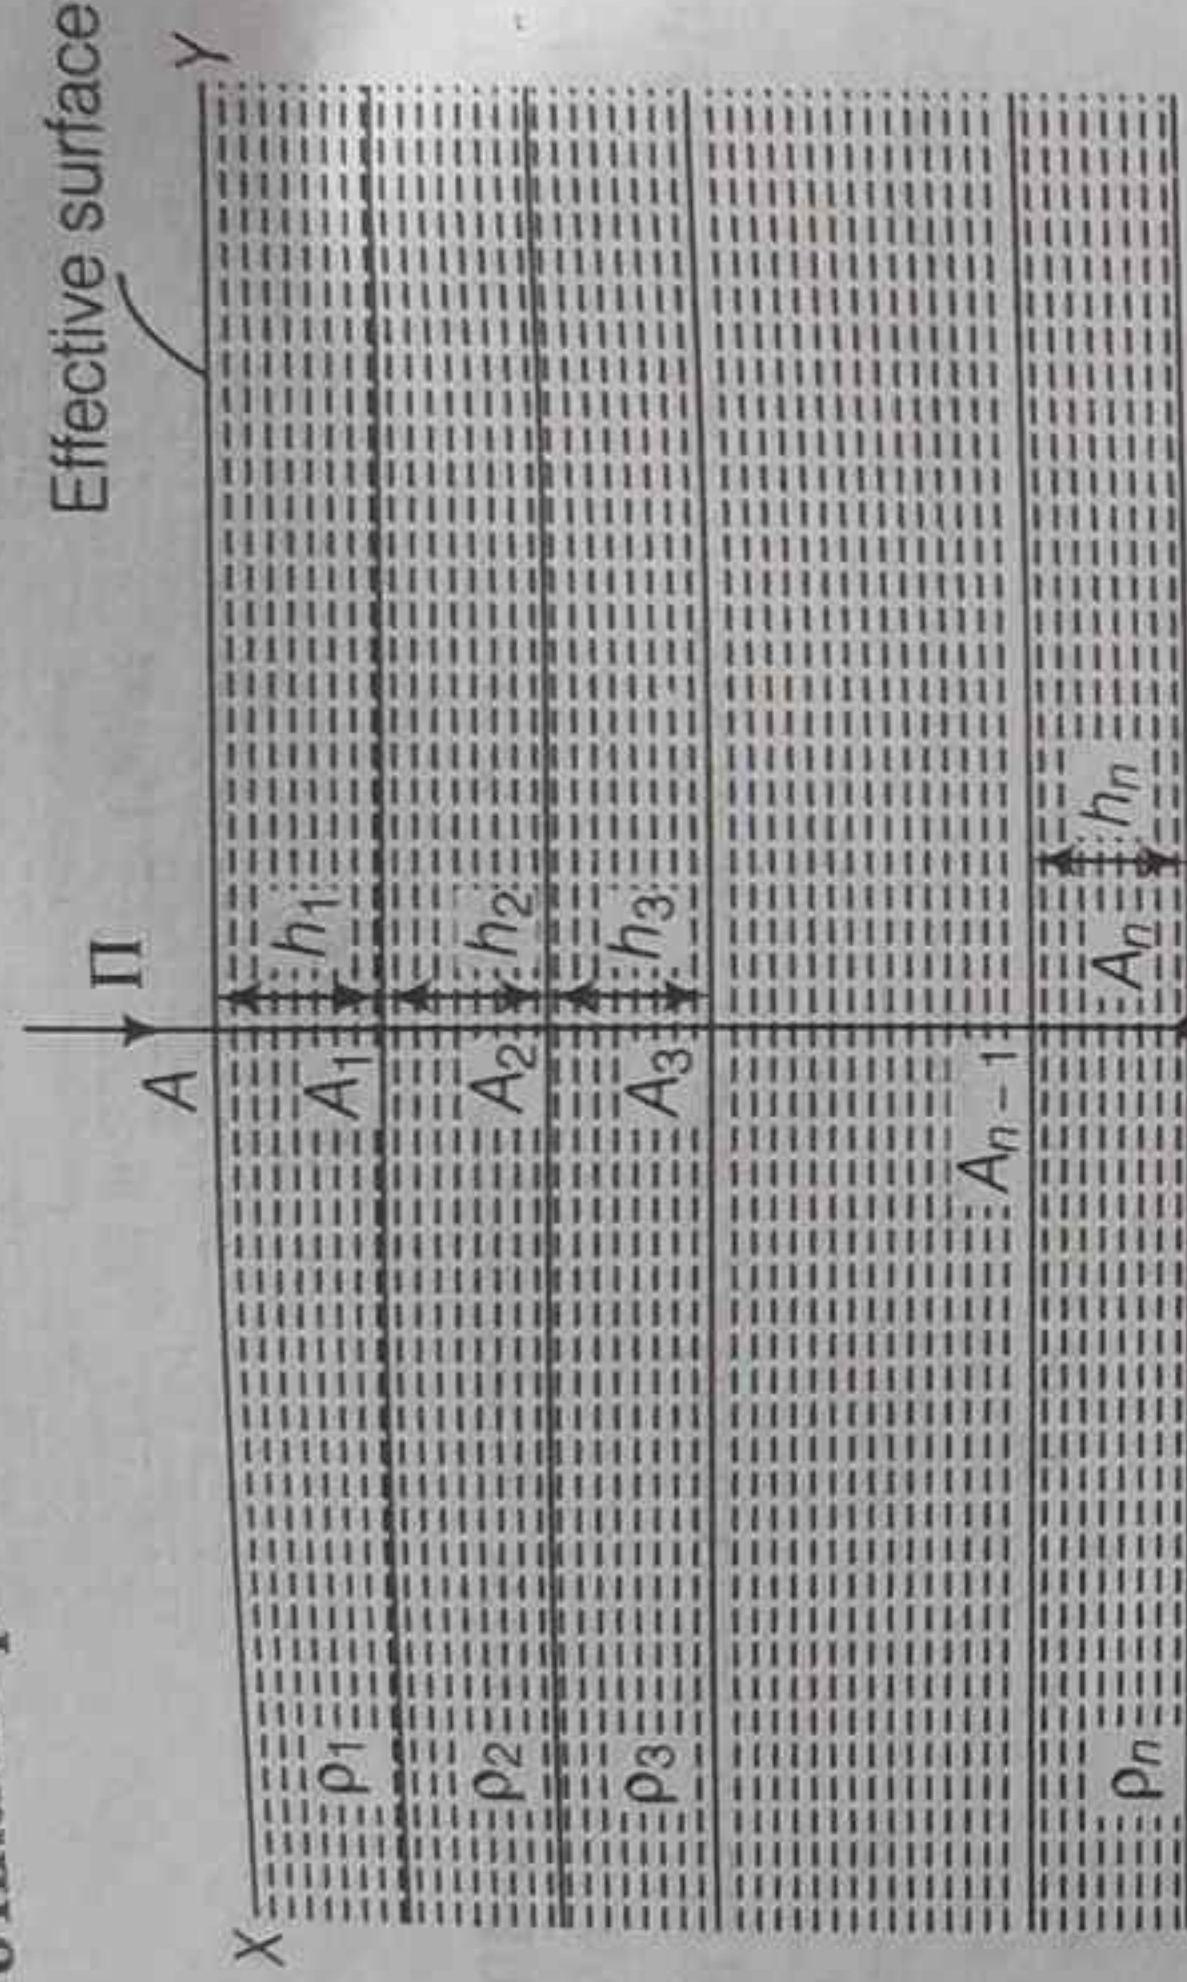 Effective surface
Π
X
A
Y
ρ₁
A₁
h₁
ρ₂
A₂
h₂
ρ₃
A₃
h₃
Aₙ₋₁
ρₙ
Aₙ
hₙ